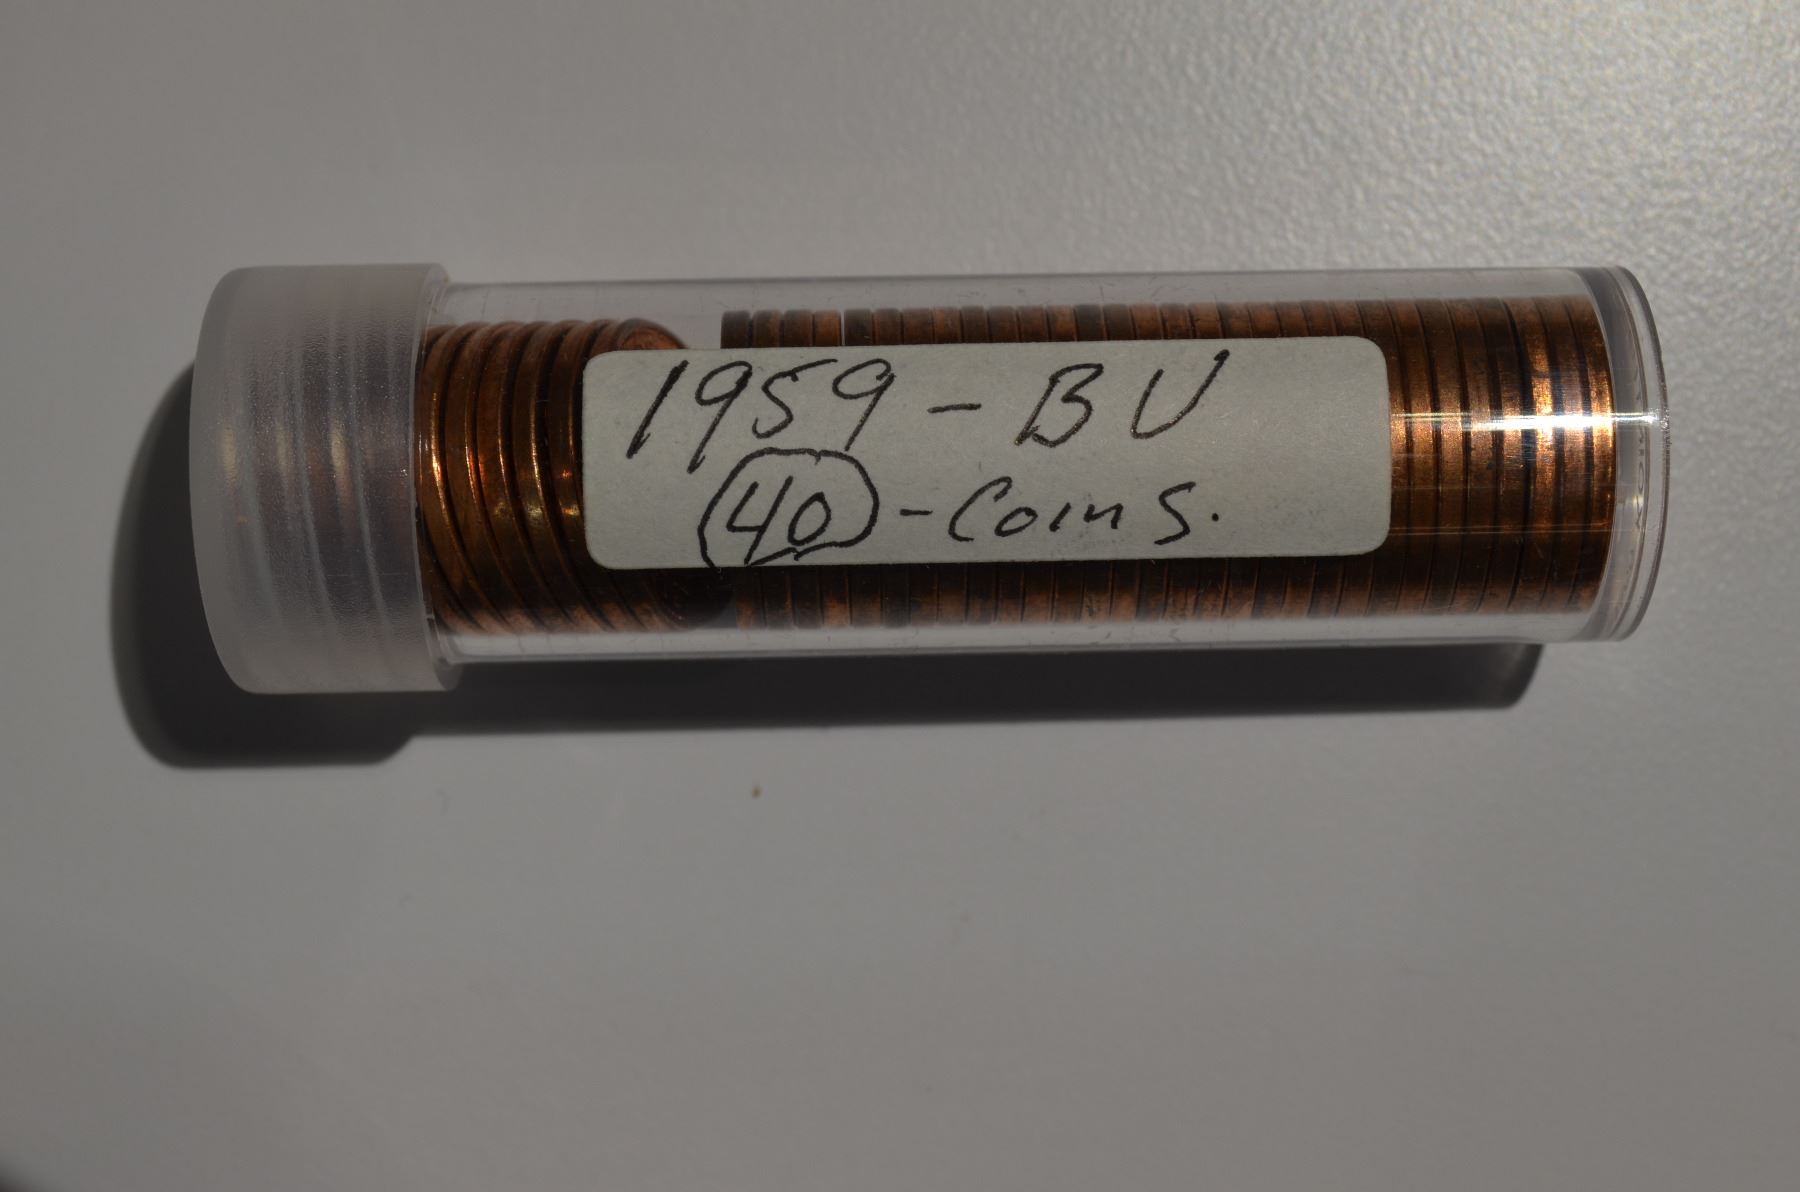 1959 - BU
40 - Coins.